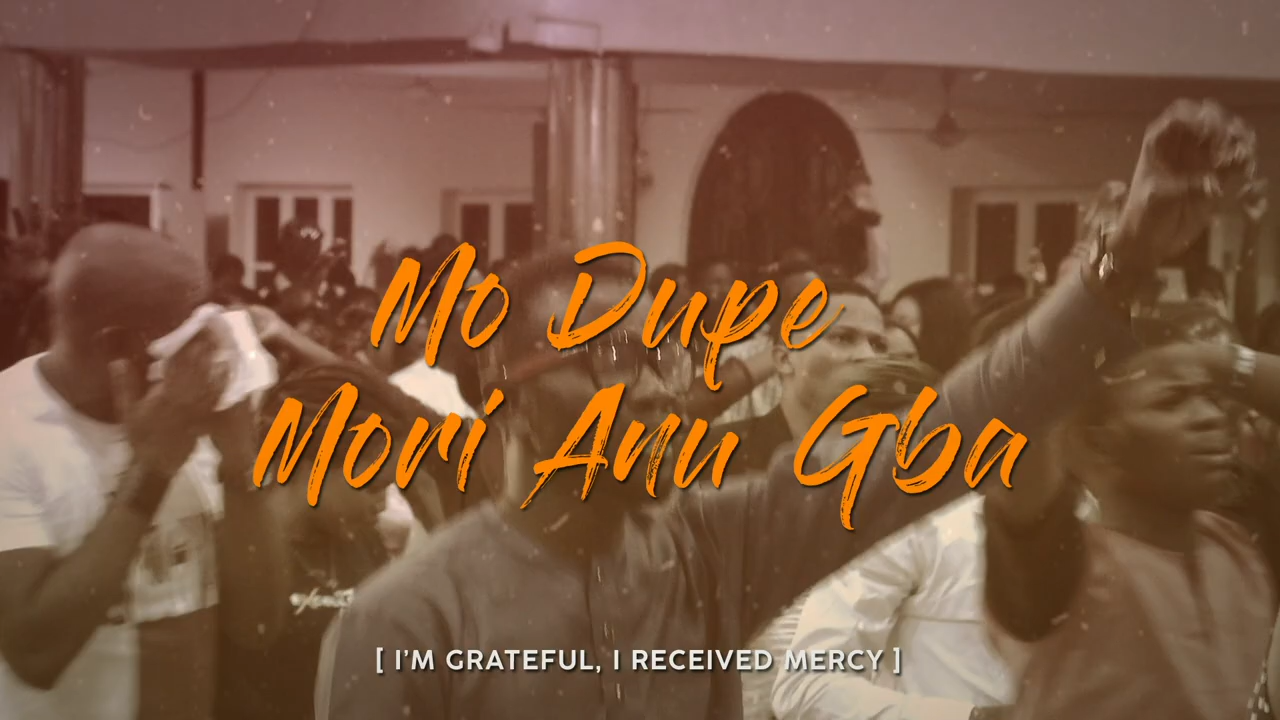 Mo Dupe
Mori Anu Gba
[ I'M GRATEFUL, I RECEIVED MERCY ]